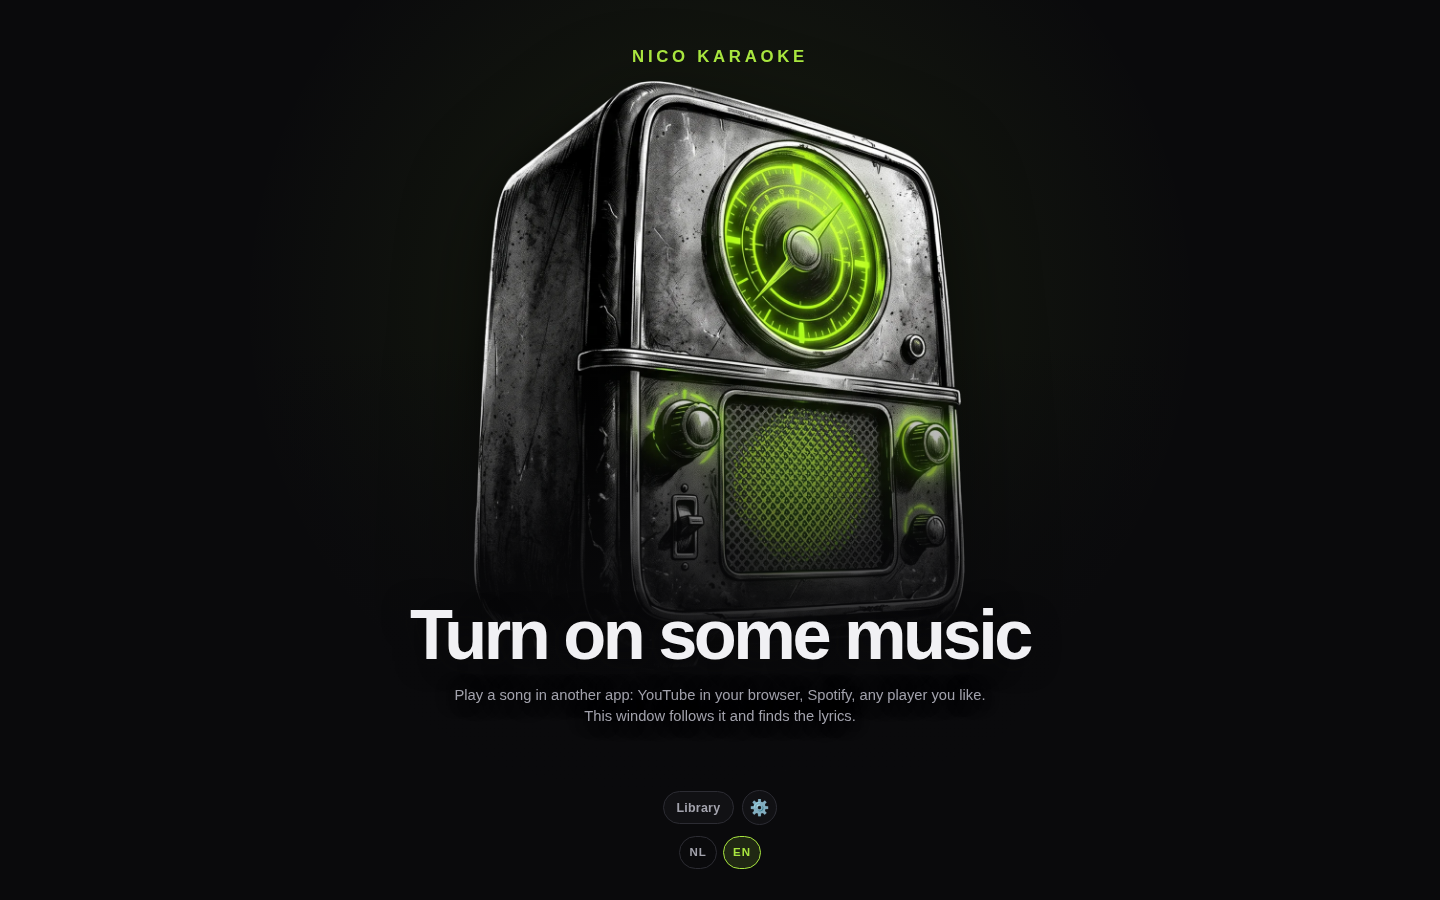 NICO KARAOKE
Turn on some music
Play a song in another app: YouTube in your browser, Spotify, any player you like.
This window follows it and finds the lyrics.
Library
NL EN